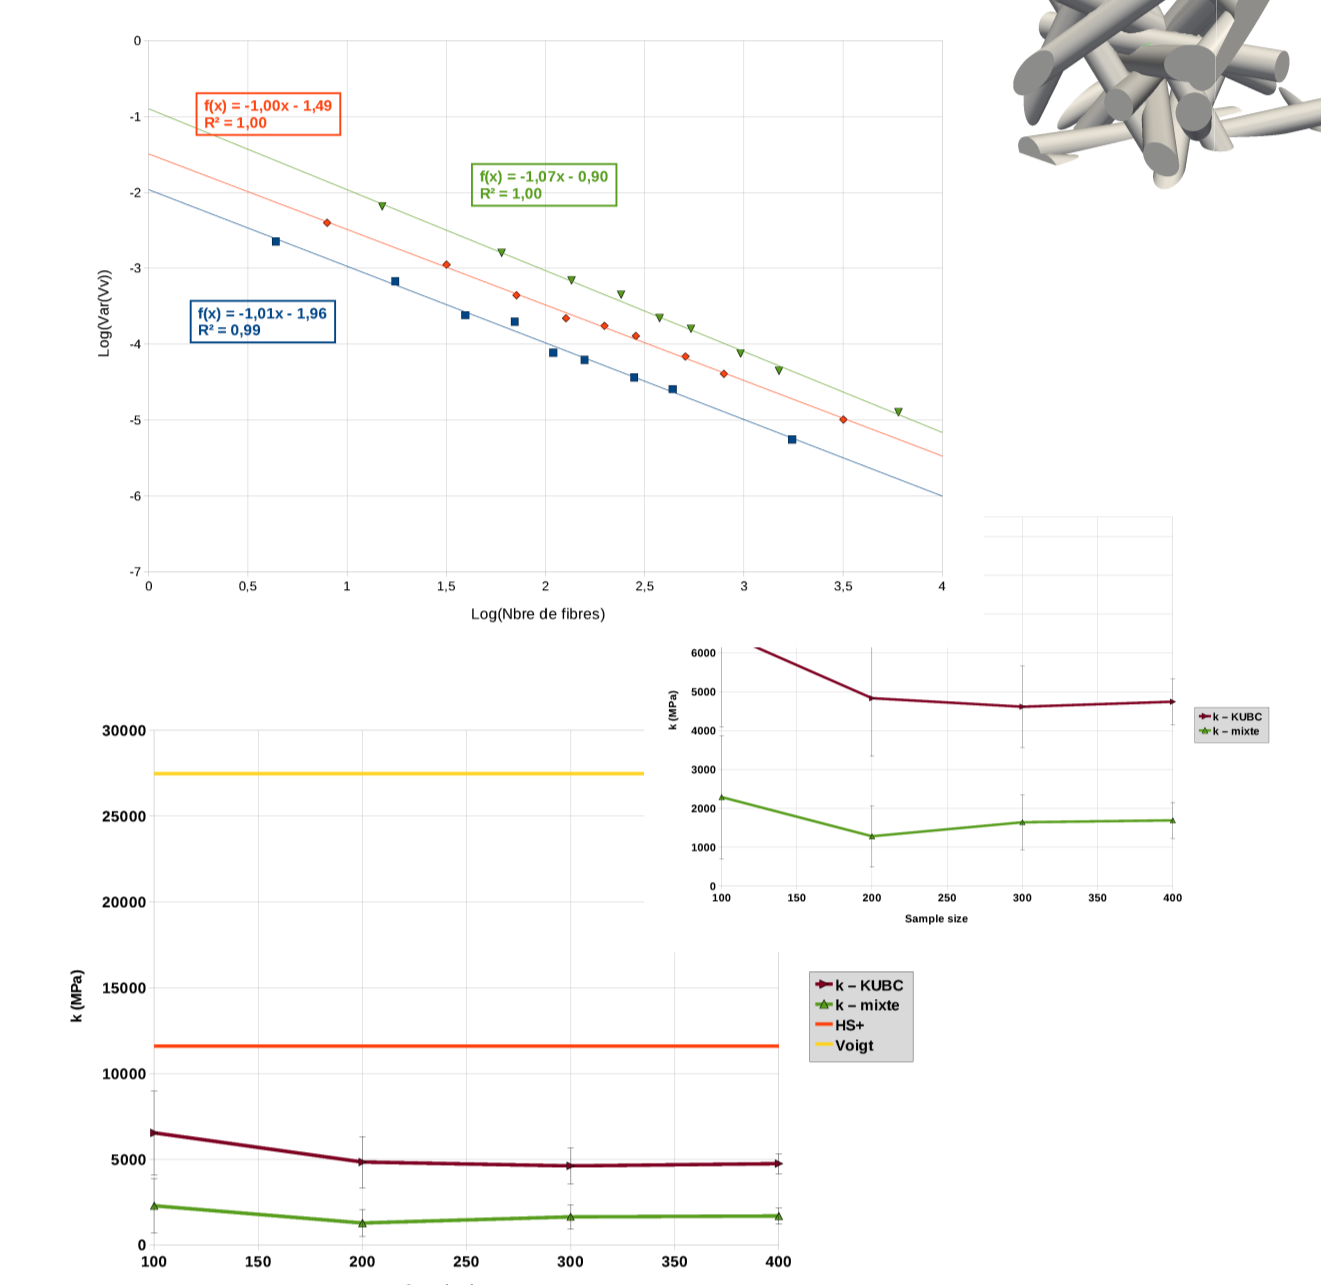 0
-1
-2
-3
-4
-5
-6
-7
Log(Var(Vv))
f(x) = -1,00x - 1,49
R² = 1,00
f(x) = -1,07x - 0,90
R² = 1,00
f(x) = -1,01x - 1,96
R² = 0,99
0 0,5 1 1,5 2 2,5 3 3,5 4
Log(Nbre de fibres)
6000
5000
4000
3000
2000
1000
0
k (MPa)
100 150 200 250 300 350 400
Sample size
k – KUBC
k – mixte
30000
25000
20000
15000
10000
5000
0
k (MPa)
100 150 200 250 300 350 400
k – KUBC
k – mixte
HS+
Voigt